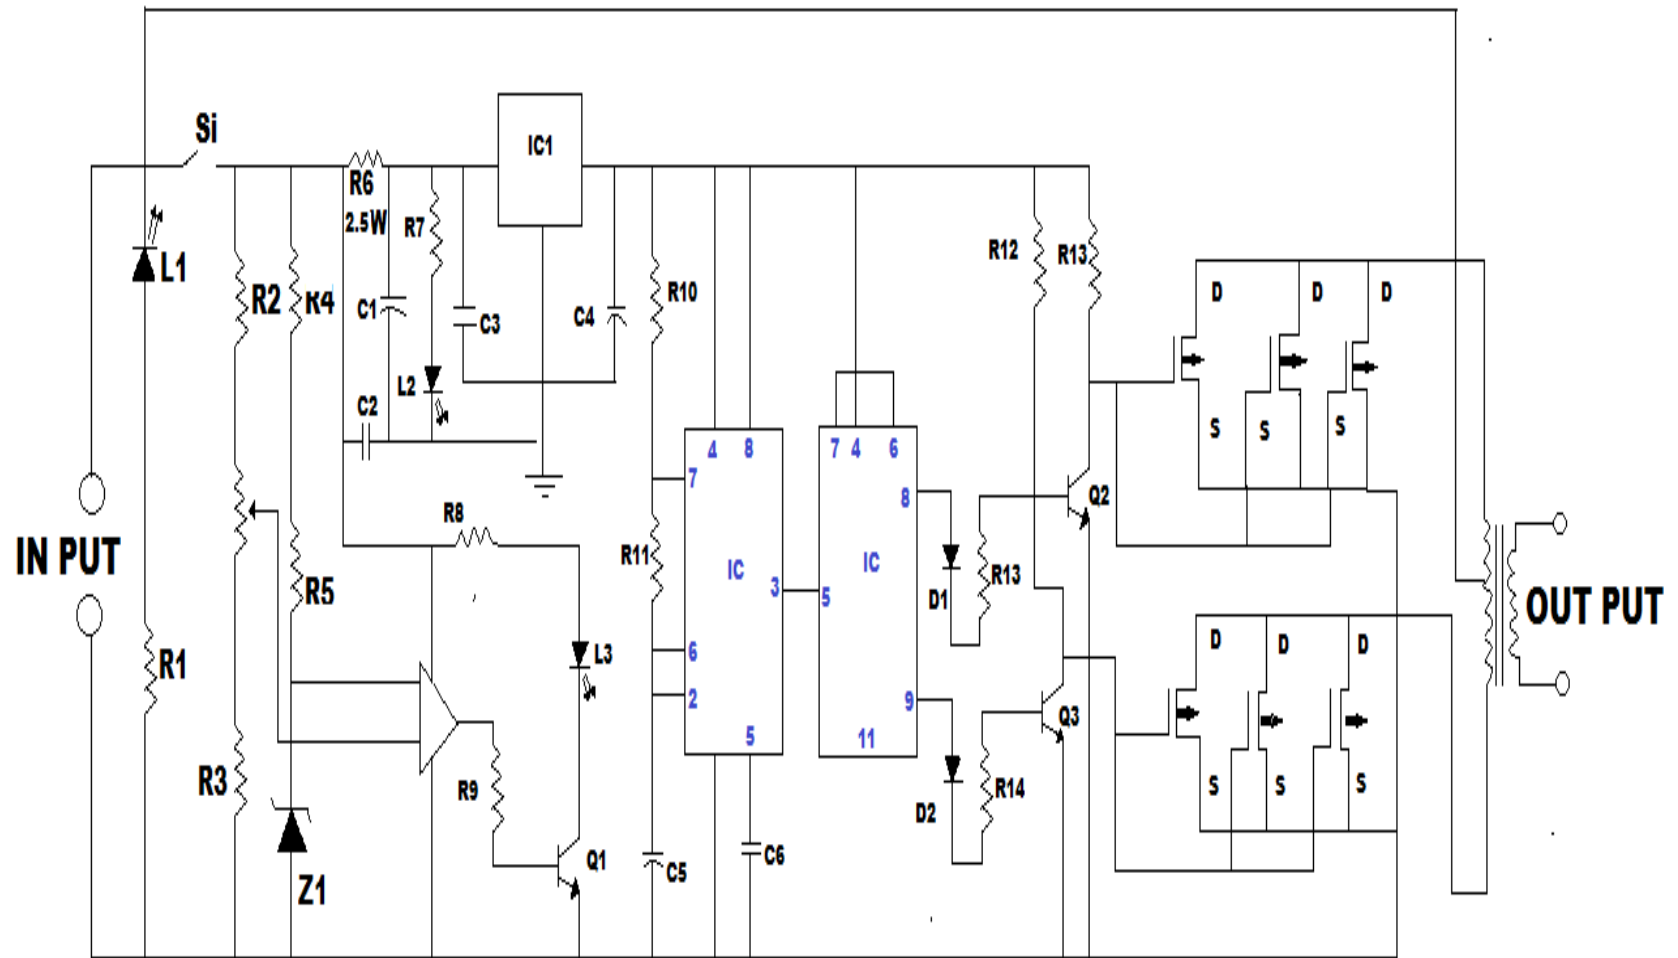 Si
IC1
R6
2.5W
R7
L1
R2
R4
C1
C3
C4
R10
R12
R13
D
D
D
L2
C2
S
S
S
4
8
7
7 4
6
8
Q2
R8
IN PUT
R11
IC
3
IC
5
D1
R13
R5
OUT PUT
R1
L3
6
2
5
9
11
Q3
D
D
D
R3
R9
D2
R14
S
S
S
Z1
Q1
C5
C6